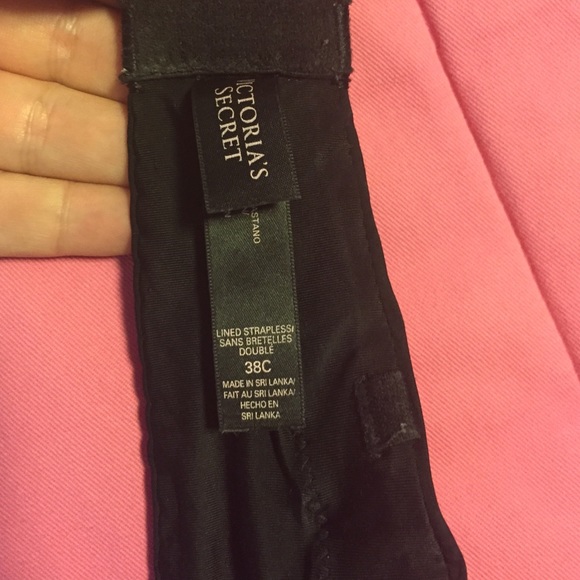 VICTORIA'S
SECRET
LINED STRAPLESS/
SANS BRETELLES
DOUBLÉ
38C
MADE IN SRI LANKA/
FAIT AU SRI LANKA/
HECHO EN
SRI LANKA